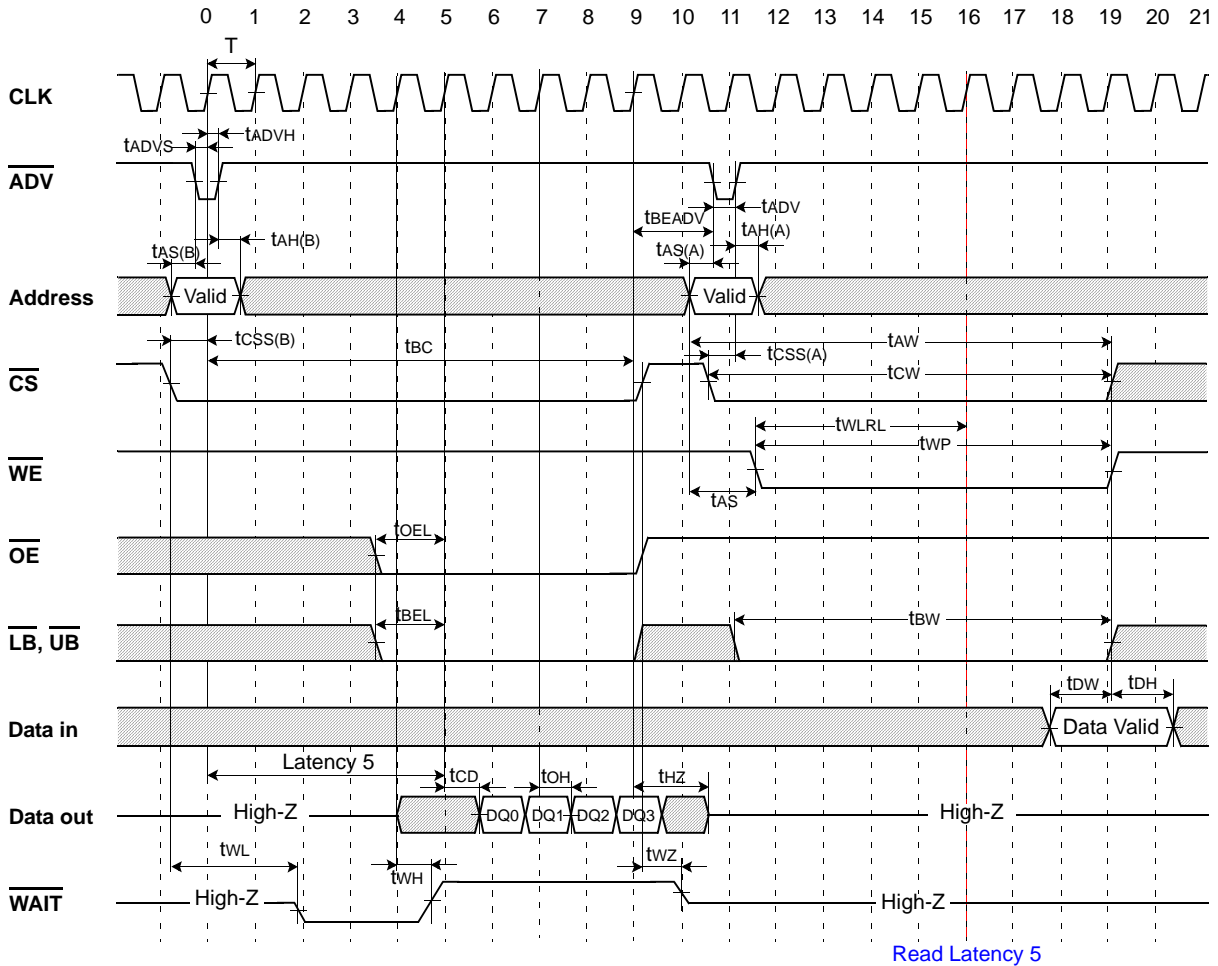 0 1 2 3 4 5 6 7 8 9 10 11 12 13 14 15 16 17 18 19 20 21
T
CLK
tADVH
tADVS
ADV
tADV
tBEADV
tAH(B)
tAH(A)
tAS(B)
tAS(A)
Address
Valid
Valid
tCSS(B)
tBC
tCSS(A)
tAW
CS
tCW
tWLRL
tWP
WE
tAS
tOEL
OE
tBEL
tBW
LB, UB
tDW
tDH
Data in
Data Valid
Latency 5
tCD
tOH
tHZ
Data out
High-Z
DQ0
DQ1
DQ2
DQ3
High-Z
tWL
tWH
tWZ
WAIT
High-Z
High-Z
Read Latency 5